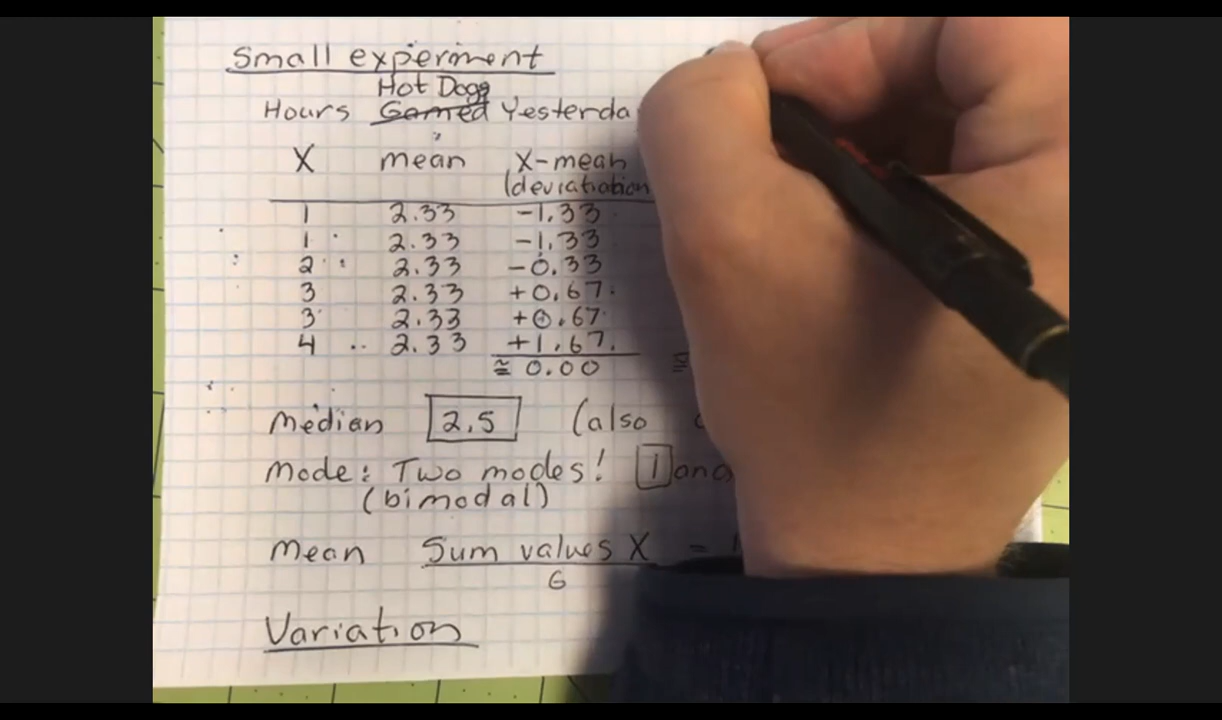 Small experiment
Hot Dogs
Hours Gamed Yesterda
X mean X-mean
(deviatiobion
1 2.33 -1.33
1 2.33 -1.33
2 2.33 -0.33
3 2.33 +0.67
3 2.33 +0.67
4 2.33 +1.67
≅ 0.00 ≅
Median 2.5 (also
Mode: Two modes! 1 and
(bimodal)
Mean Sum values X =
6
Variation